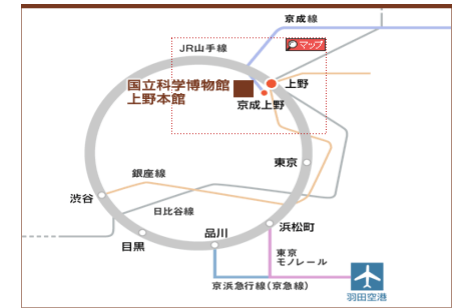 京成線
JR山手線
マップ
国立科学博物館
上野本館
上野
京成上野
東京
銀座線
渋谷
日比谷線
目黒
品川
浜松町
東京
モノレール
京浜急行線(京急線)
羽田空港